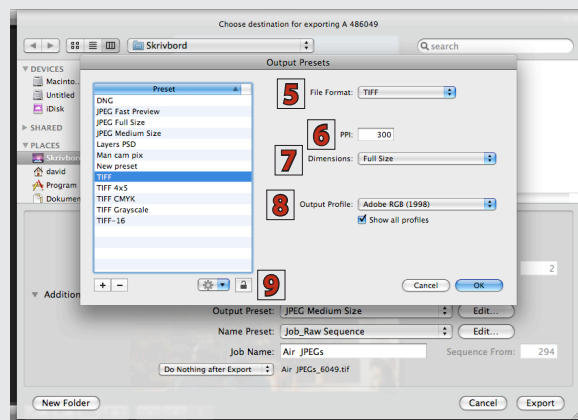 Choose destination for exporting A 486049
Skrivbord
search
DEVICES
Macinto...
Untitled
iDisk
SHARED
PLACES
Skrivbord
david
Program
Dokumen
Output Presets
Preset
DNG
JPEG Fast Preview
JPEG Full Size
JPEG Medium Size
Layers PSD
Man cam pix
New preset
TIFF
TIFF 4x5
TIFF CMYK
TIFF Grayscale
TIFF-16
5 File Format: TIFF
6 PPI: 300
7 Dimensions: Full Size
8 Output Profile: Adobe RGB (1998)
Show all profiles
9
+ −
Cancel OK
2
Addition
Output Preset: JPEG Medium Size Edit...
Name Preset: Job_Raw Sequence Edit...
Job Name: Air JPEGs Sequence From: 294
Do Nothing after Export Air JPEGs_6049.tif
New Folder Cancel Export